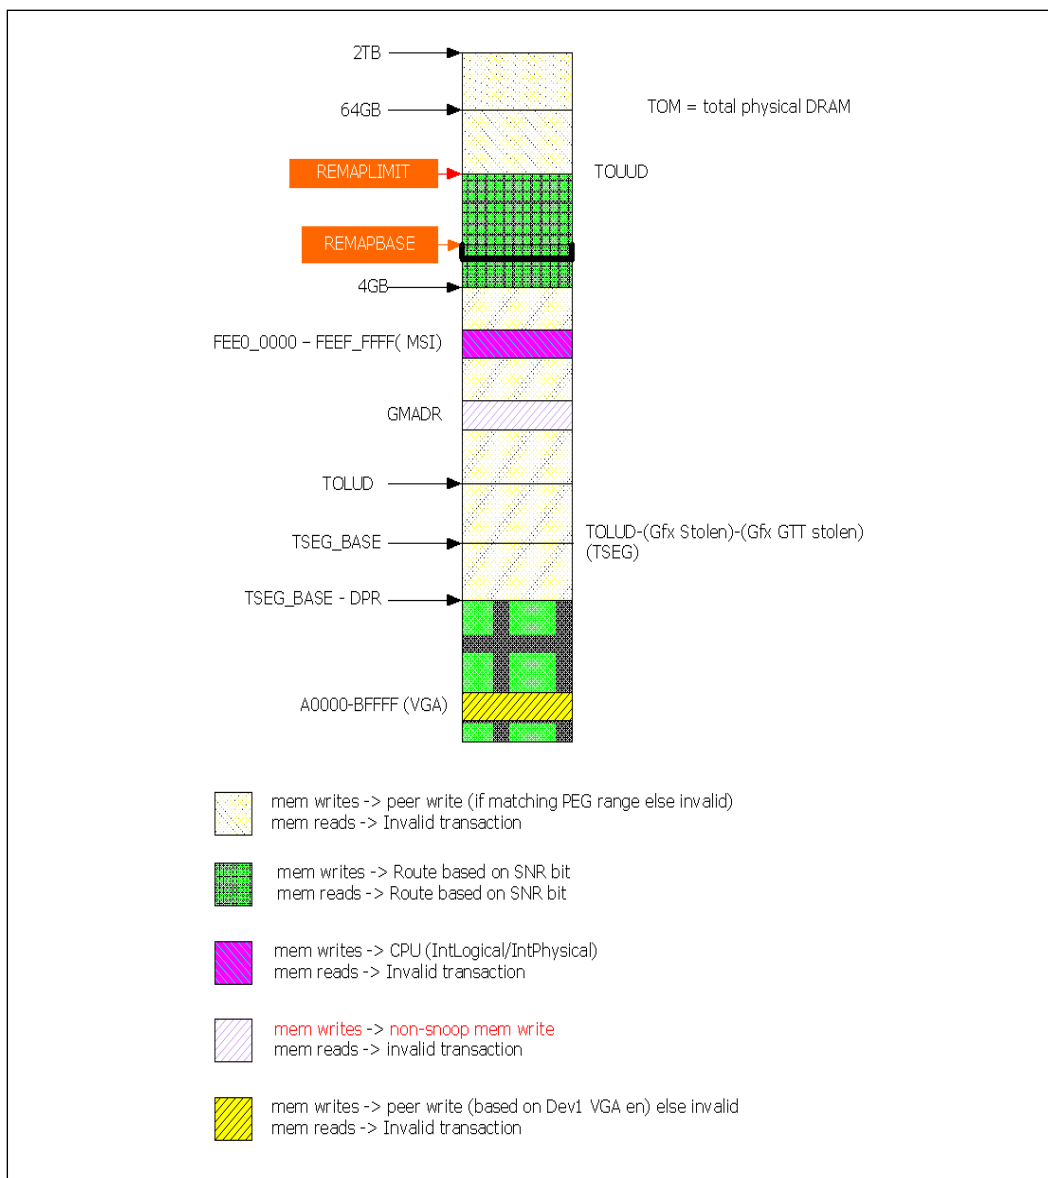 2TB
64GB
TOM = total physical DRAM
REMAPLIMIT
TOUUD
REMAPBASE
4GB
FEE0_0000 – FEEF_FFFF( MSI)
GMADR
TOLUD
TSEG_BASE
TOLUD-(Gfx Stolen)-(Gfx GTT stolen)
(TSEG)
TSEG_BASE - DPR
A0000-BFFFF (VGA)
mem writes -> peer write (if matching PEG range else invalid)
mem reads -> Invalid transaction
mem writes -> Route based on SNR bit
mem reads -> Route based on SNR bit
mem writes -> CPU (IntLogical/IntPhysical)
mem reads -> Invalid transaction
mem writes -> non-snoop mem write
mem reads -> invalid transaction
mem writes -> peer write (based on Dev1 VGA en) else invalid
mem reads -> Invalid transaction